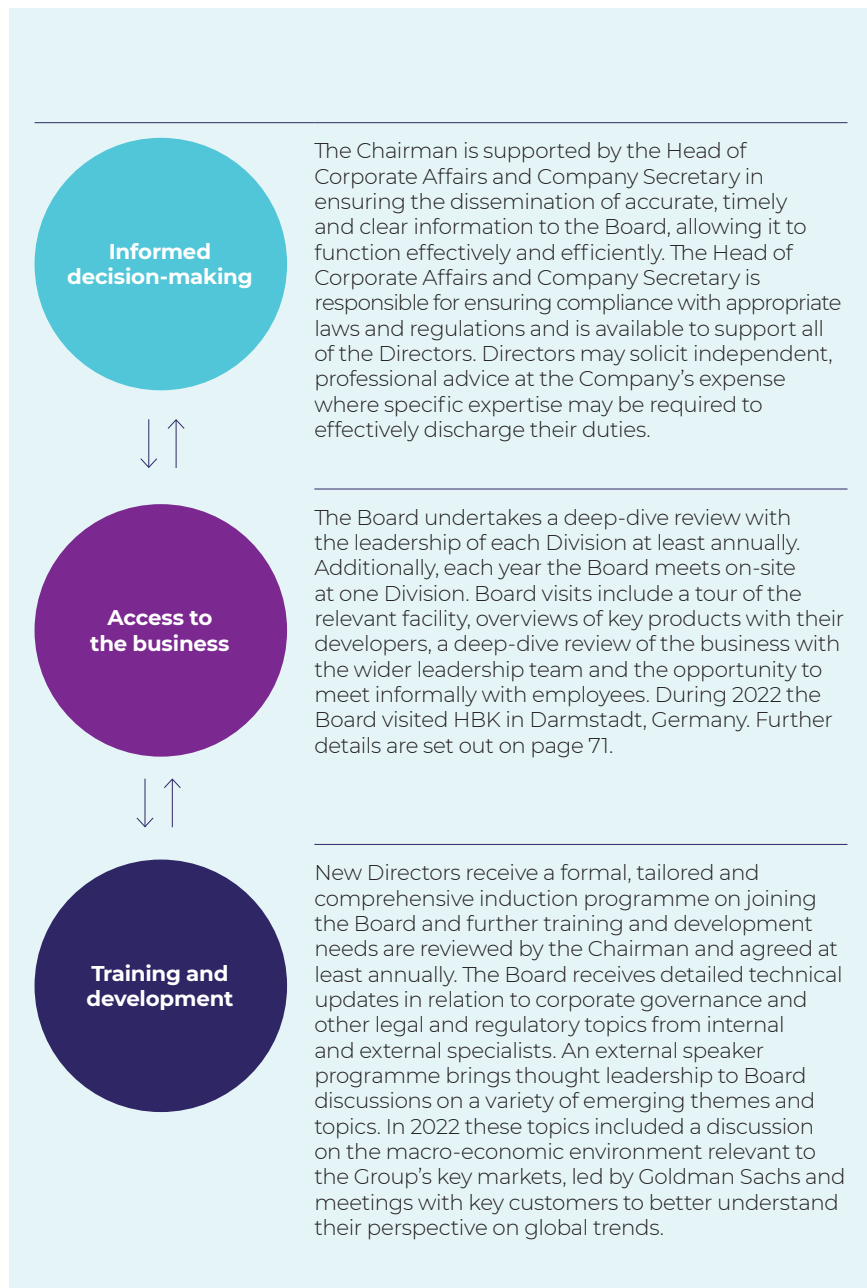 Informed
decision-making
The Chairman is supported by the Head of
Corporate Affairs and Company Secretary in
ensuring the dissemination of accurate, timely
and clear information to the Board, allowing it to
function effectively and efficiently. The Head of
Corporate Affairs and Company Secretary is
responsible for ensuring compliance with appropriate
laws and regulations and is available to support all
of the Directors. Directors may solicit independent,
professional advice at the Company’s expense
where specific expertise may be required to
effectively discharge their duties.
Access to
the business
The Board undertakes a deep-dive review with
the leadership of each Division at least annually.
Additionally, each year the Board meets on-site
at one Division. Board visits include a tour of the
relevant facility, overviews of key products with their
developers, a deep-dive review of the business with
the wider leadership team and the opportunity to
meet informally with employees. During 2022 the
Board visited HBK in Darmstadt, Germany. Further
details are set out on page 71.
Training and
development
New Directors receive a formal, tailored and
comprehensive induction programme on joining
the Board and further training and development
needs are reviewed by the Chairman and agreed at
least annually. The Board receives detailed technical
updates in relation to corporate governance and
other legal and regulatory topics from internal
and external specialists. An external speaker
programme brings thought leadership to Board
discussions on a variety of emerging themes and
topics. In 2022 these topics included a discussion
on the macro-economic environment relevant to
the Group’s key markets, led by Goldman Sachs and
meetings with key customers to better understand
their perspective on global trends.